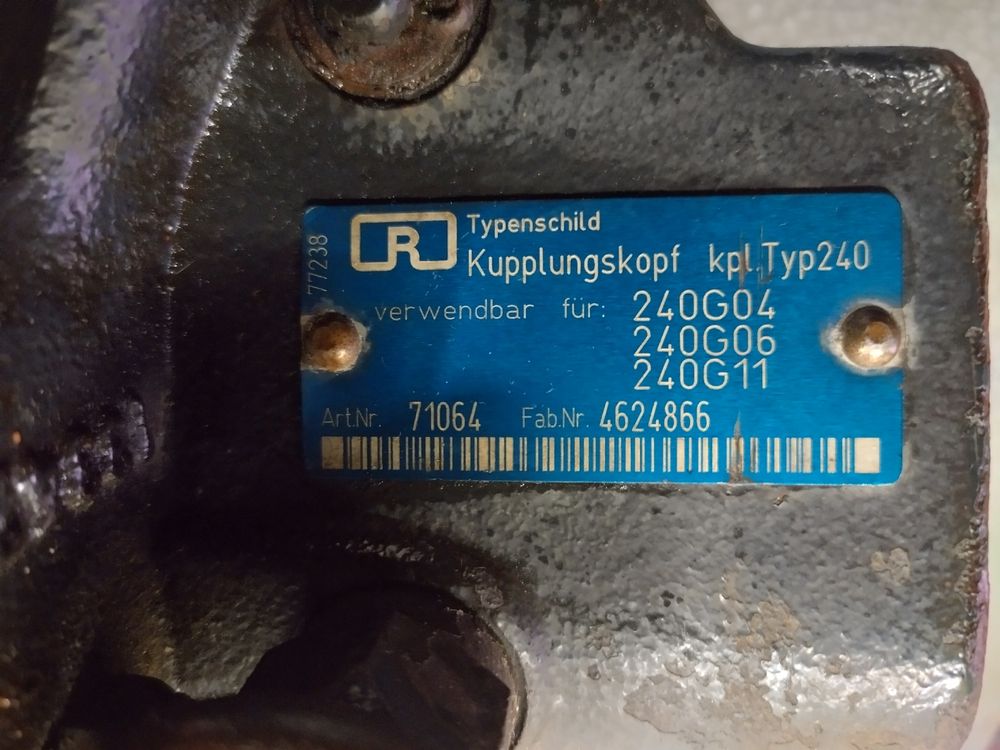 R
Typenschild
Kupplungskopf kpl. Typ240
verwendbar für: 240G04
240G06
240G11
Art.Nr. 71064 Fab.Nr. 4624866
77238